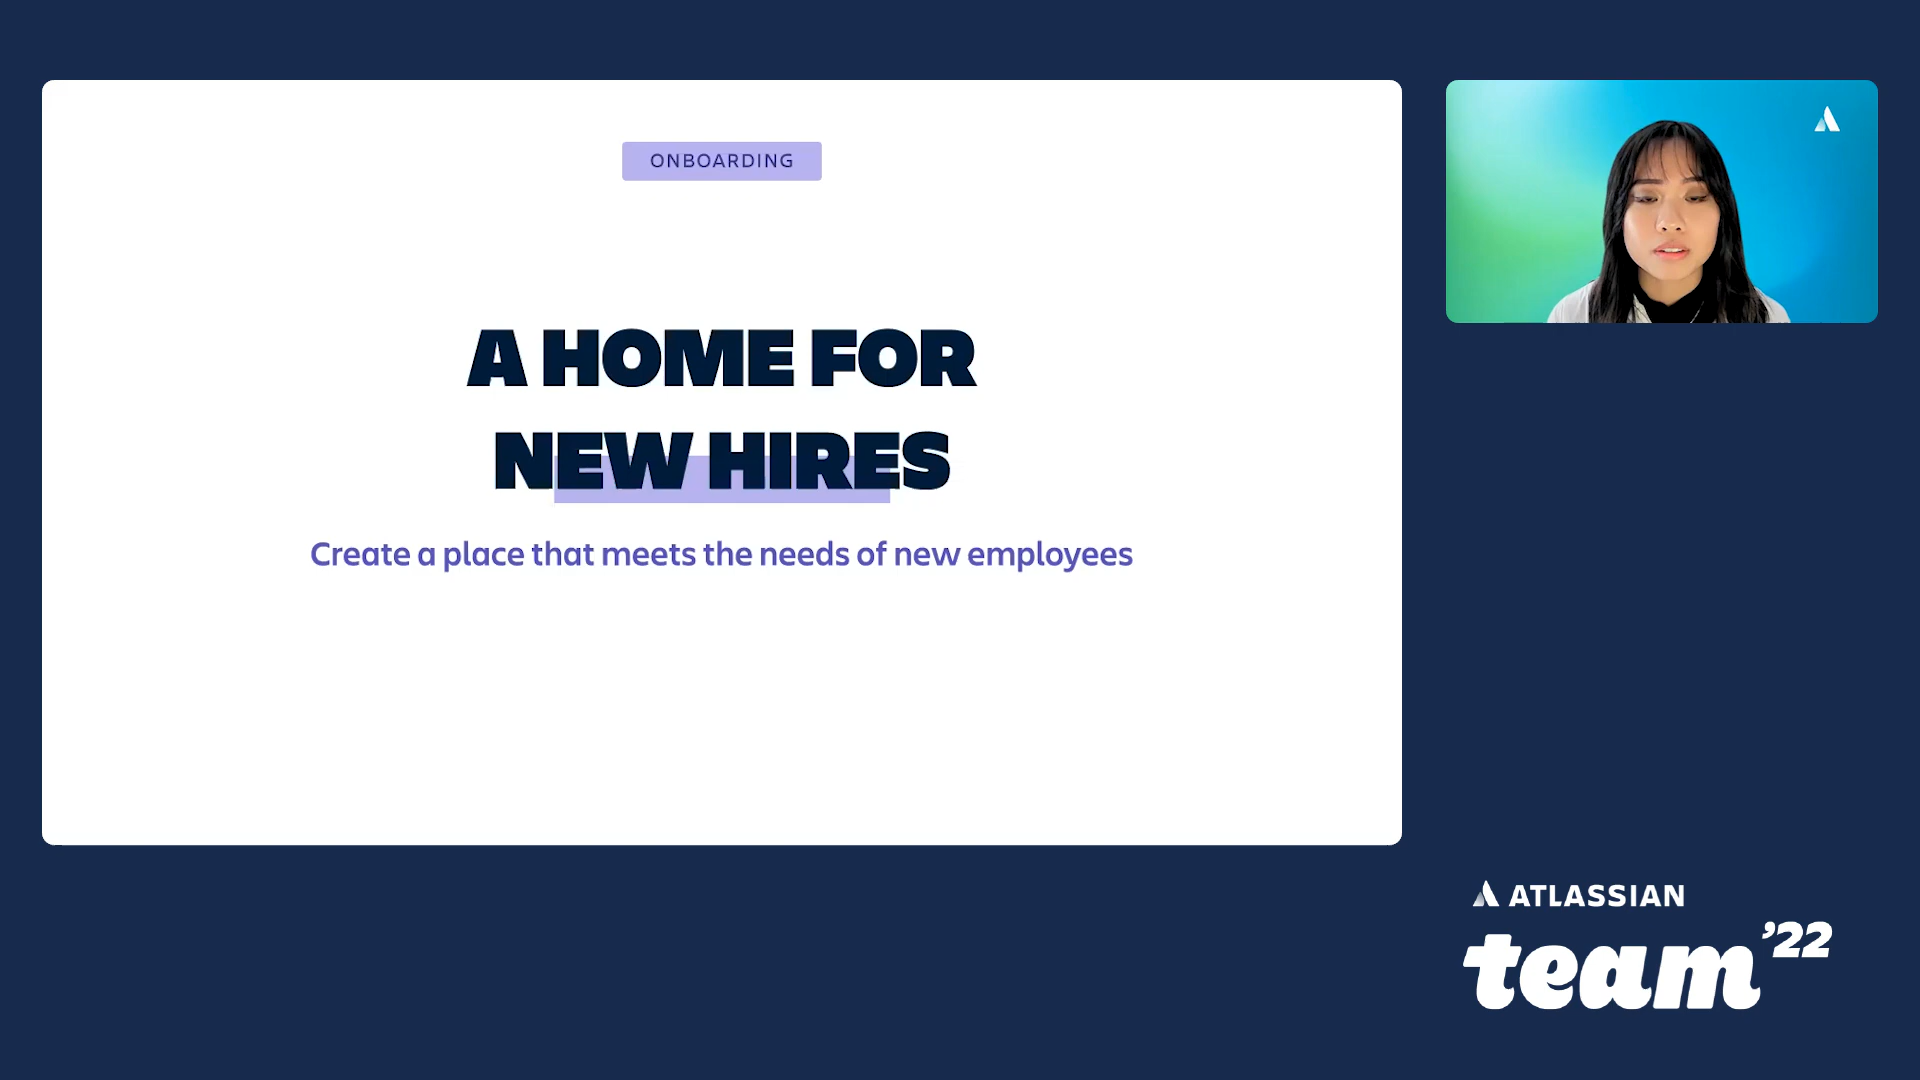 ONBOARDING
A HOME FOR
NEW HIRES
Create a place that meets the needs of new employees
ATLASSIAN
team '22